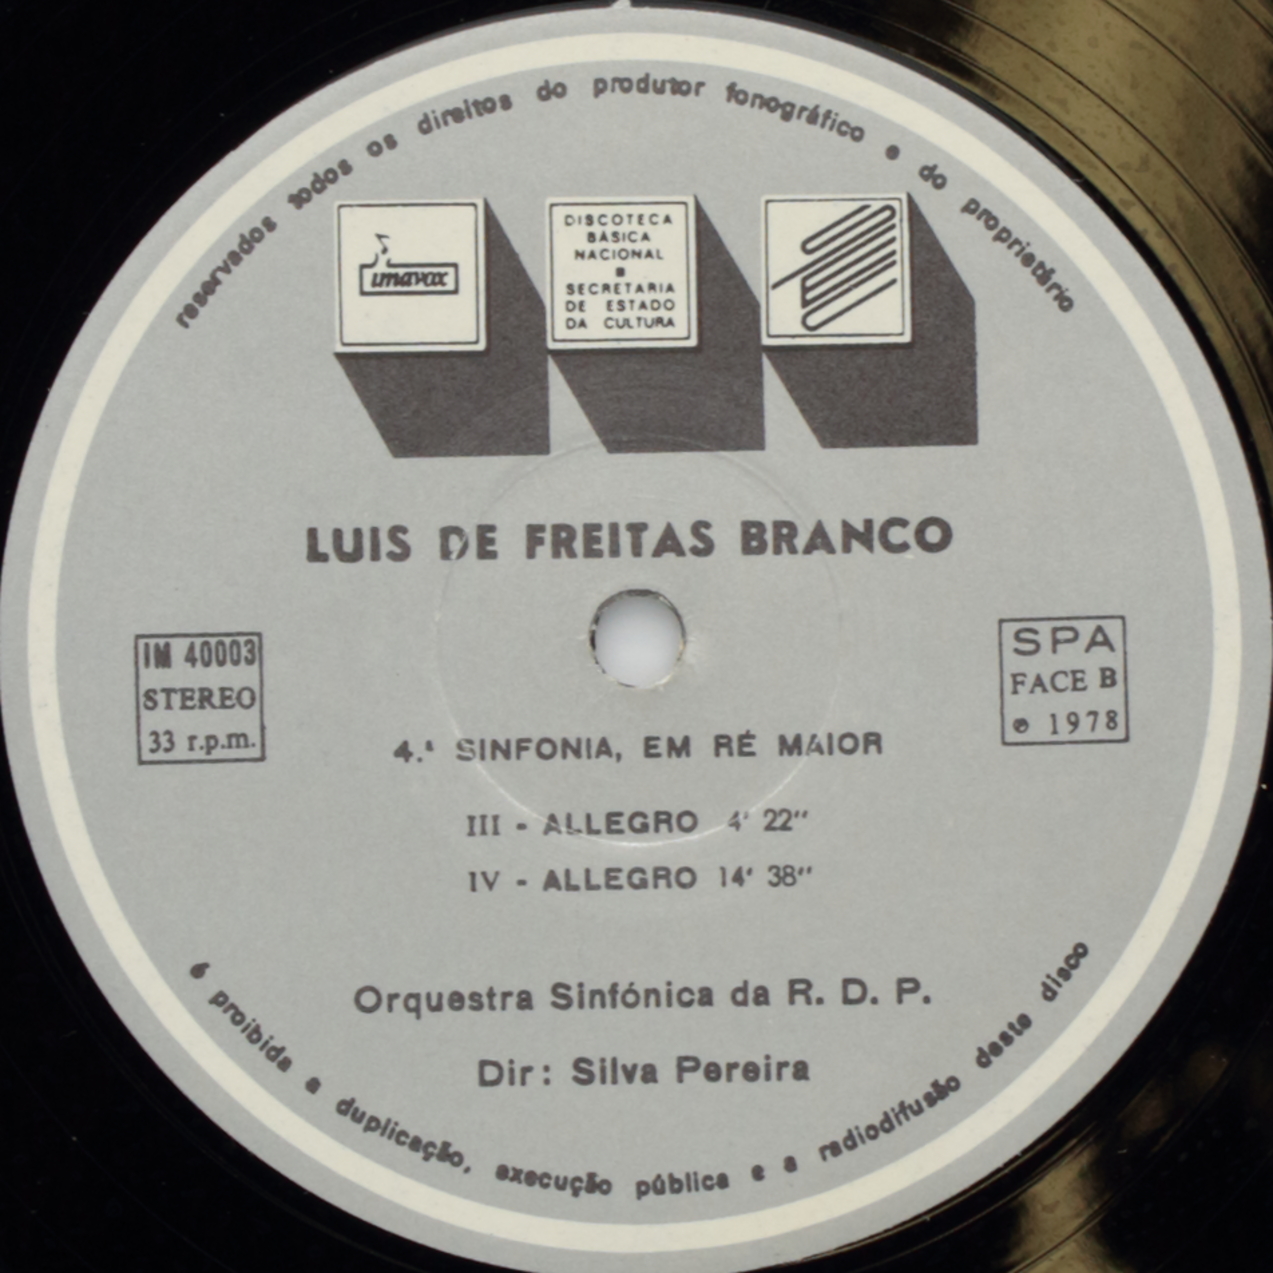 reservados todos os direitos do produtor fonográfico e do proprietário
imavox
DISCOTECA
BÁSICA
NACIONAL
SECRETARIA
DE ESTADO
DA CULTURA
LUIS DE FREITAS BRANCO
IM 40003
STEREO
33 r.p.m.
SPA
FACE B
℗ 1978
4.ª SINFONIA, EM RÉ MAIOR
III - ALLEGRO 4' 22''
IV - ALLEGRO 14' 38''
Orquestra Sinfónica da R. D. P.
Dir: Silva Pereira
é proibida a duplicação, execução pública e a radiodifusão deste disco